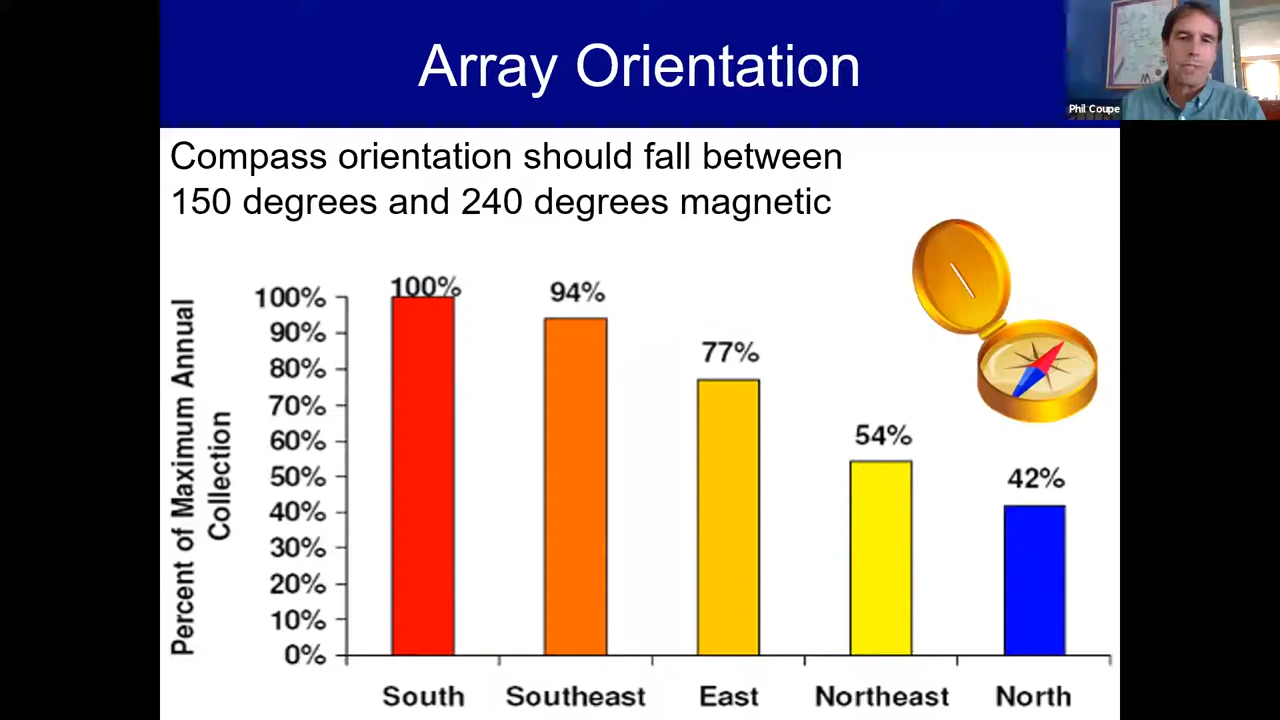 Array Orientation
Phil Coupe
Compass orientation should fall between
150 degrees and 240 degrees magnetic
Percent of Maximum Annual
Collection
100%
90%
80%
70%
60%
50%
40%
30%
20%
10%
0%
100%
94%
77%
54%
42%
South
Southeast
East
Northeast
North